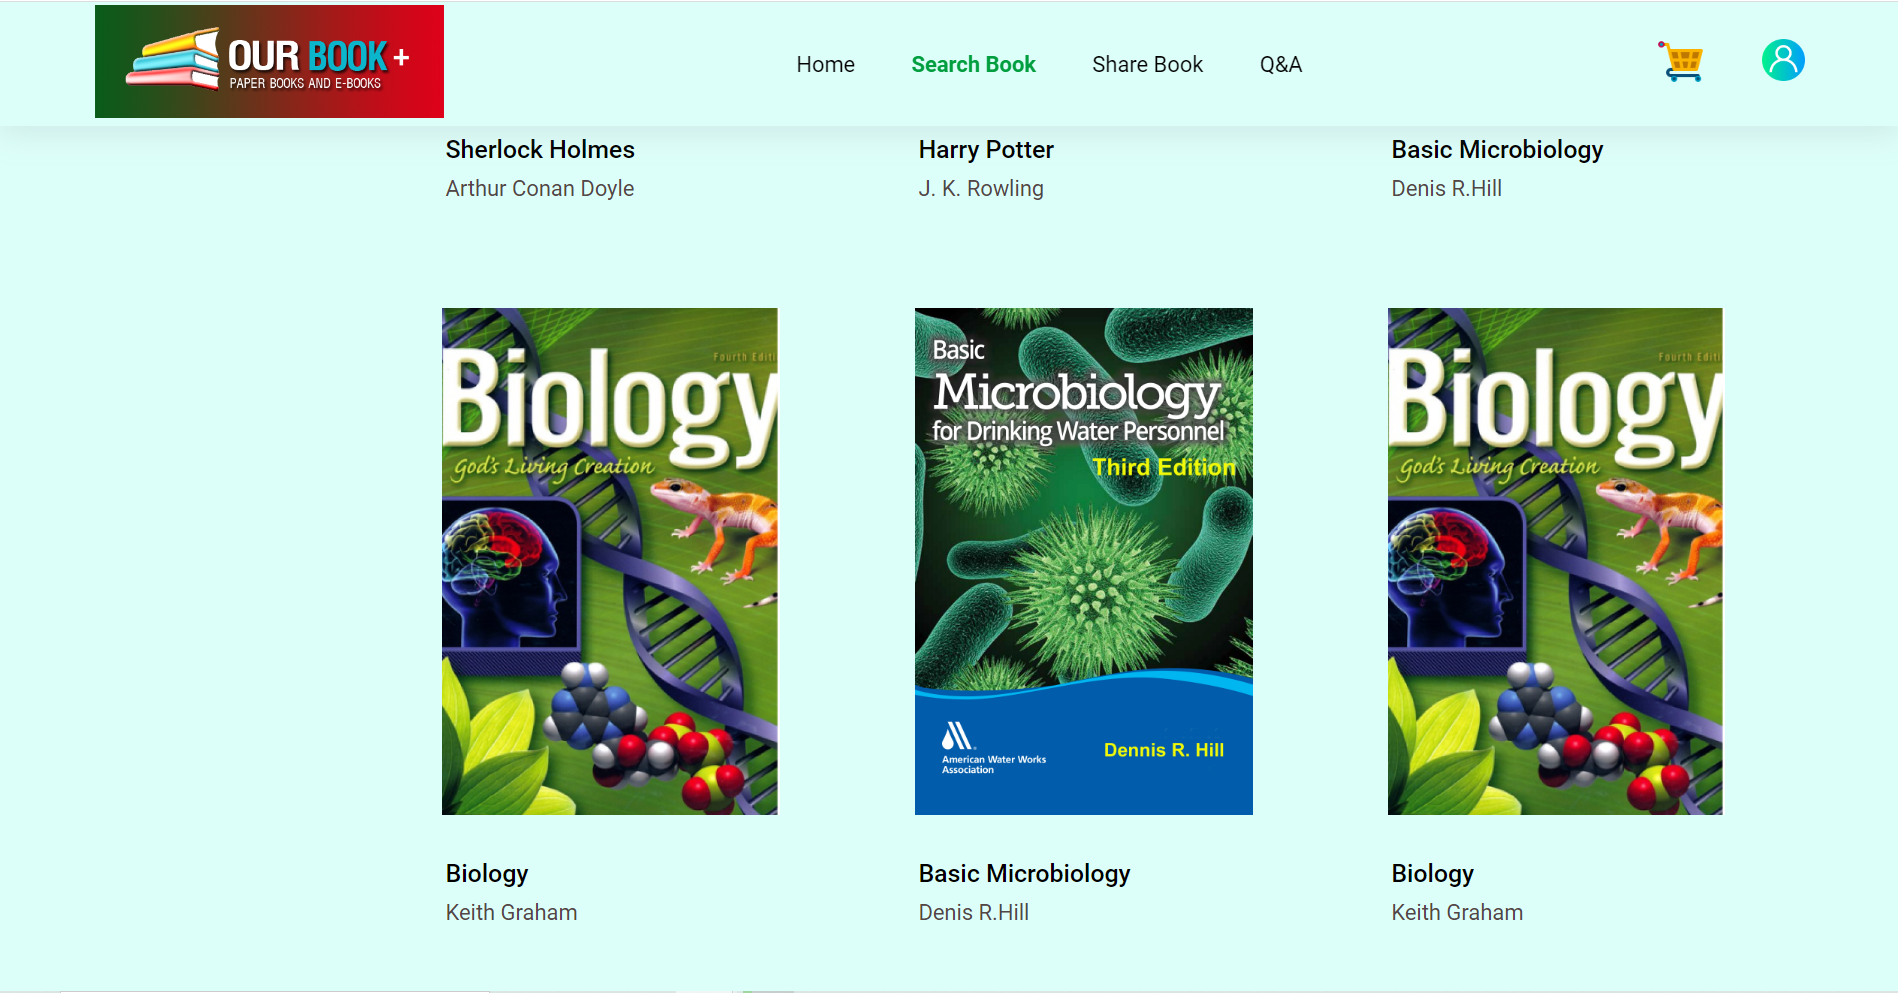 OUR BOOK +
PAPER BOOKS AND E-BOOKS
Home
Search Book
Share Book
Q&A
Sherlock Holmes
Arthur Conan Doyle
Harry Potter
J. K. Rowling
Basic Microbiology
Denis R.Hill
Fourth Editi
Biology
God's Living Creation
Basic
Microbiology
for Drinking Water Personnel
Third Edition
American Water Works
Association
Dennis R. Hill
Fourth Editi
Biology
God's Living Creation
Biology
Keith Graham
Basic Microbiology
Denis R.Hill
Biology
Keith Graham